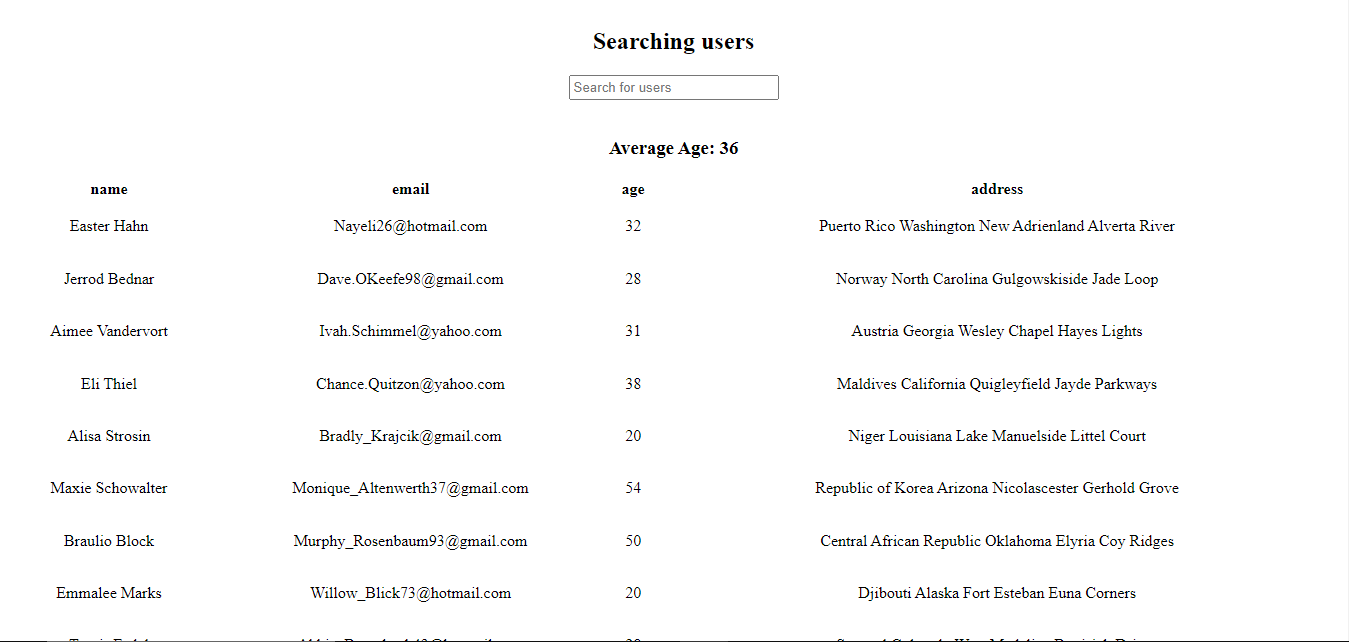 Searching users
Search for users
Average Age: 36
name email age address
Easter Hahn Nayeli26@hotmail.com 32 Puerto Rico Washington New Adrienland Alverta River
Jerrod Bednar Dave.OKeefe98@gmail.com 28 Norway North Carolina Gulgowskiside Jade Loop
Aimee Vandervort Ivah.Schimmel@yahoo.com 31 Austria Georgia Wesley Chapel Hayes Lights
Eli Thiel Chance.Quitzon@yahoo.com 38 Maldives California Quigleyfield Jayde Parkways
Alisa Strosin Bradly_Krajcik@gmail.com 20 Niger Louisiana Lake Manuelside Littel Court
Maxie Schowalter Monique_Altenwerth37@gmail.com 54 Republic of Korea Arizona Nicolascester Gerhold Grove
Braulio Block Murphy_Rosenbaum93@gmail.com 50 Central African Republic Oklahoma Elyria Coy Ridges
Emmalee Marks Willow_Blick73@hotmail.com 20 Djibouti Alaska Fort Esteban Euna Corners